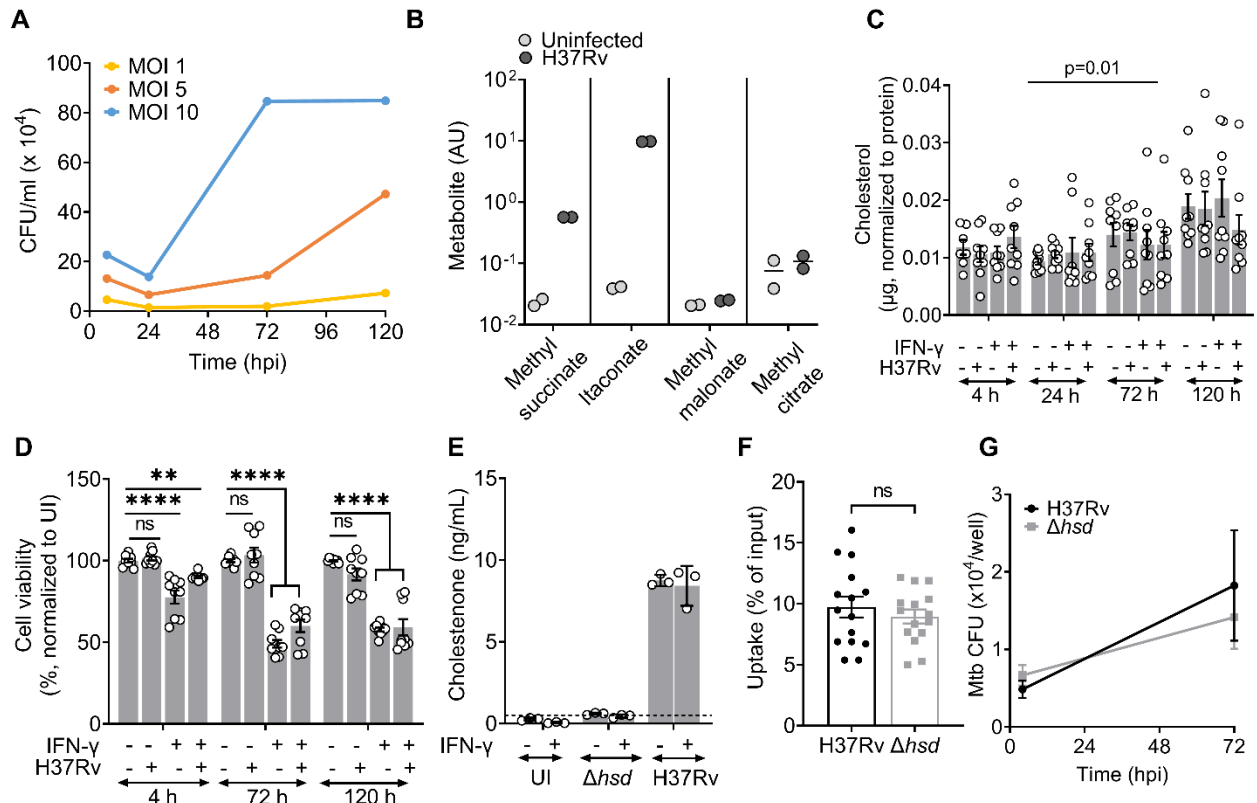 A
CFU/ml (x 10⁴)
100
80
60
40
20
0
MOI 1
MOI 5
MOI 10
0 24 48 72 96 120
Time (hpi)
B
Uninfected
H37Rv
Metabolite (AU)
10²
10¹
10⁰
10⁻¹
10⁻²
Methyl succinate
Itaconate
Methyl malonate
Methyl citrate
C
p=0.01
Cholesterol
(µg, normalized to protein)
0.04
0.03
0.02
0.01
0.00
IFN-γ - - + + - - + + - - + + - - + +
H37Rv - + - + - + - + - + - + - + - +
4 h 24 h 72 h 120 h
D
Cell viability
(%, normalized to UI)
150
100
50
0
** **** ns
**** ns
**** ns
IFN-γ - - + + - - + + - - + +
H37Rv - + - + - + - + - + - +
4 h 72 h 120 h
E
Cholestenone (ng/mL)
15
10
5
0
IFN-γ - + - + - +
UI Δhsd H37Rv
F
Uptake (% of input)
20
15
10
5
0
ns
H37Rv Δhsd
G
Mtb CFU (x10⁴/well)
3
2
1
0
H37Rv
Δhsd
0 24 48 72
Time (hpi)